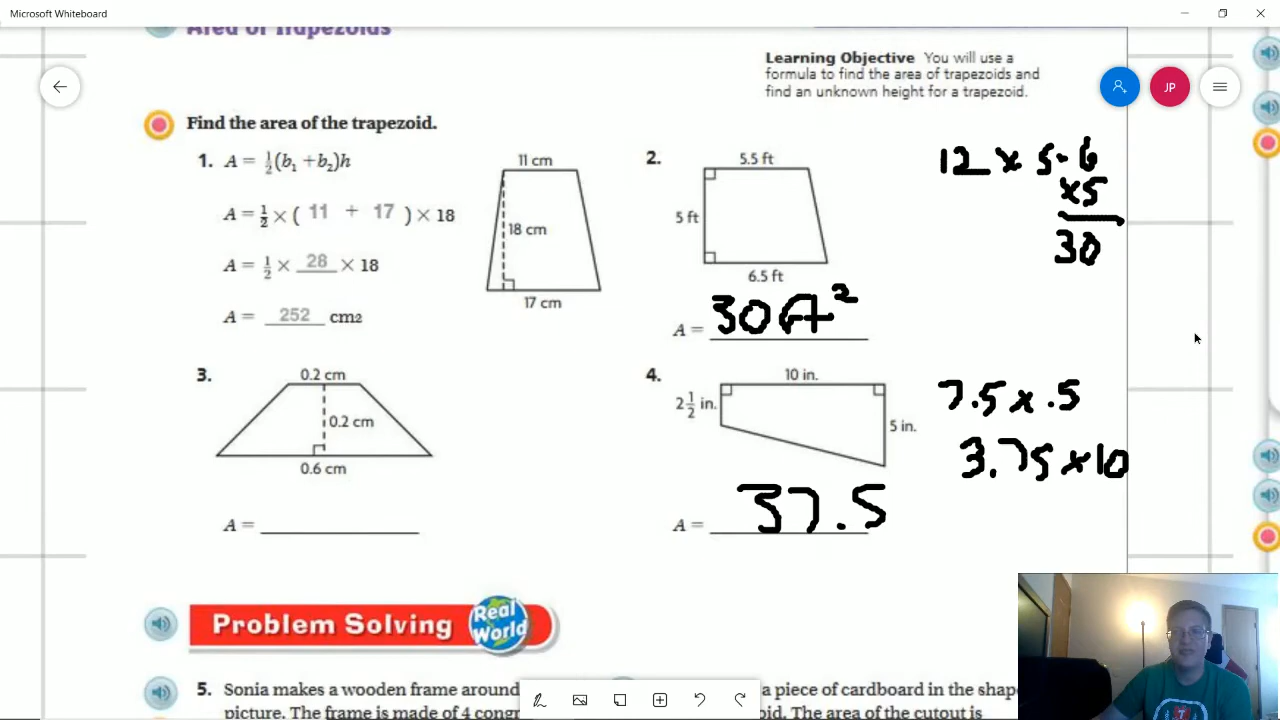 Microsoft Whiteboard
Area of Trapezoids
Learning Objective You will use a
formula to find the area of trapezoids and
find an unknown height for a trapezoid.
JP
Find the area of the trapezoid.
1. A = 1/2(b₁ + b₂)h
A = 1/2 × ( 11 + 17 ) × 18
A = 1/2 × 28 × 18
A = 252 cm2
11 cm
18 cm
17 cm
2.
5.5 ft
5 ft
6.5 ft
A = 30 ft²
12 x 5 - 6
x5
30
3.
0.2 cm
0.2 cm
0.6 cm
A =
4.
10 in.
2 1/2 in.
5 in.
A = 37.5
7.5 x .5
3.75 x 10
Problem Solving
Real
World
5. Sonia makes a wooden frame around
picture. The frame is made of 4 congr
a piece of cardboard in the shap
oid. The area of the cutout is